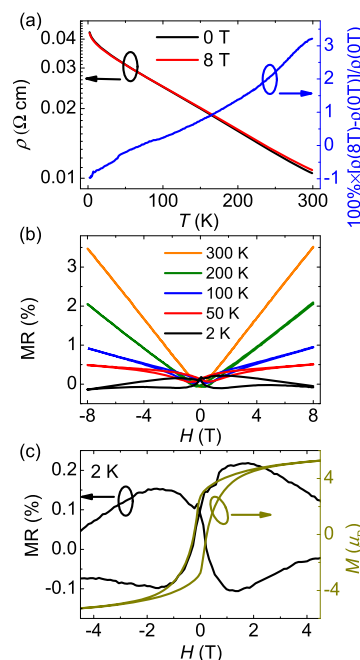 (a)
0.04
0.03
0.02
0.01
ρ (Ω cm)
0 T
8 T
3
2
1
0
-1
100%×[ρ(8T)-ρ(0T)]/ρ(0T)
0 100 200 300
T (K)
(b)
3
2
1
0
MR (%)
300 K
200 K
100 K
50 K
2 K
-8 -4 0 4 8
H (T)
(c)
2 K
0.2
0.1
0.0
-0.1
MR (%)
4
0
-4
-4 -2 0 2 4
H (T)